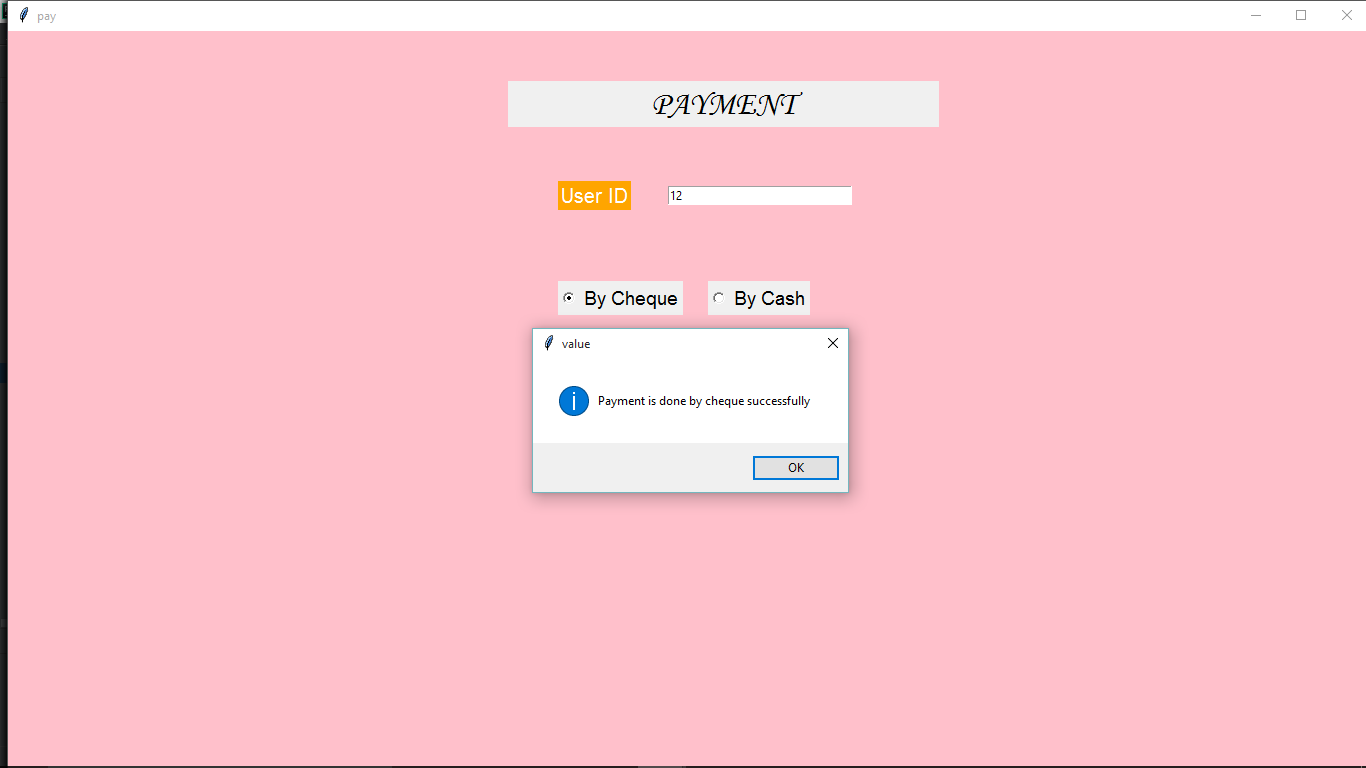 pay
PAYMENT
User ID 12
By Cheque By Cash
value
Payment is done by cheque successfully
OK